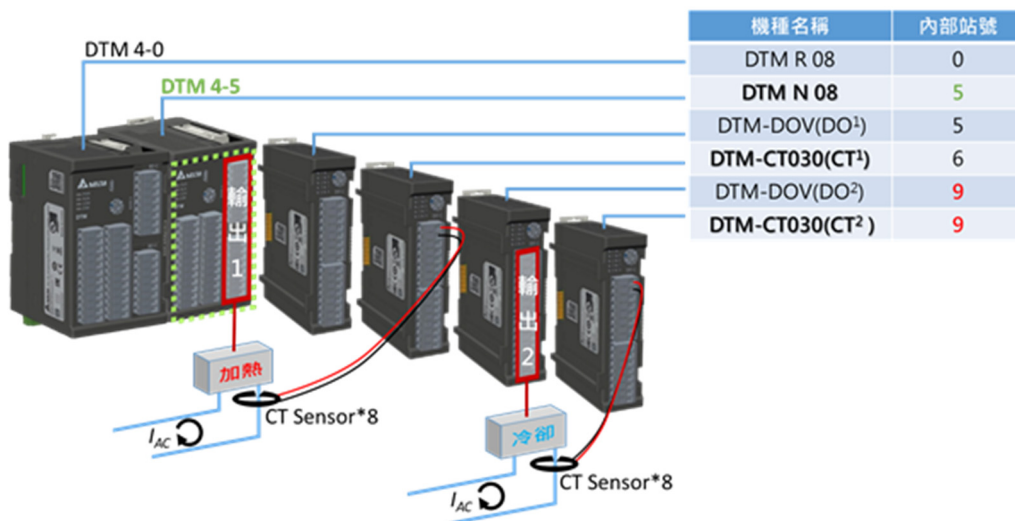 DTM 4-0
DTM 4-5
機種名稱 內部站號
DTM R 08 0
DTM N 08 5
DTM-DOV(DO¹) 5
DTM-CT030(CT¹) 6
DTM-DOV(DO²) 9
DTM-CT030(CT² ) 9
輸出1
輸出2
加熱
CT Sensor*8
I_AC
冷卻
CT Sensor*8
I_AC